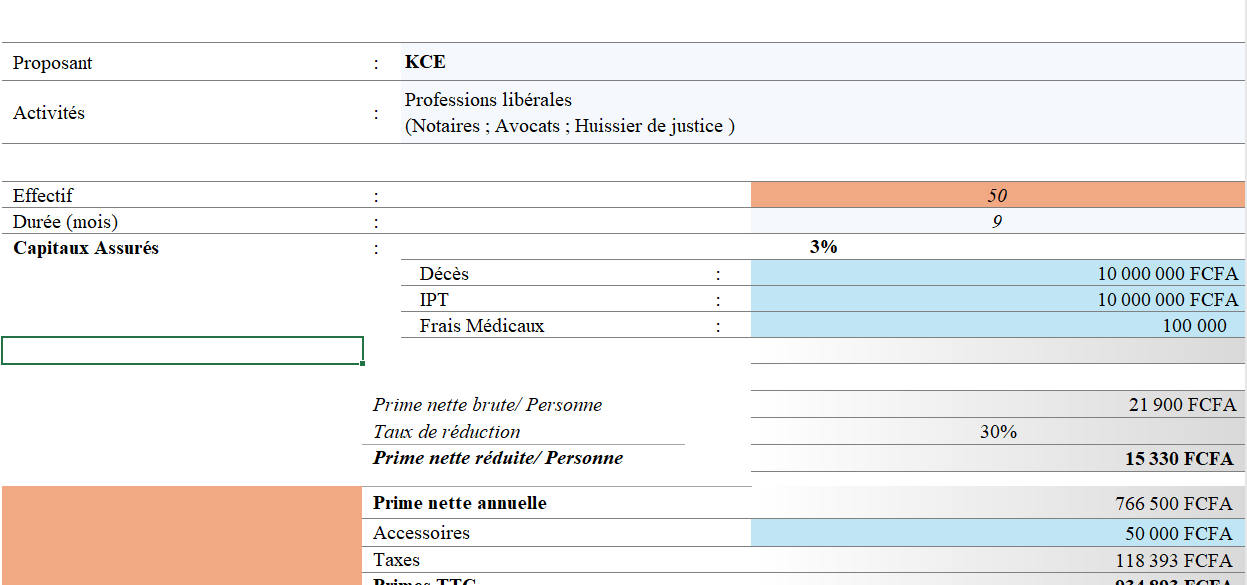 Proposant : KCE
Activités : Professions libérales
(Notaires ; Avocats ; Huissier de justice )
Effectif : 50
Durée (mois) : 9
Capitaux Assurés : 3%
Décès : 10 000 000 FCFA
IPT : 10 000 000 FCFA
Frais Médicaux : 100 000
Prime nette brute/ Personne 21 900 FCFA
Taux de réduction 30%
Prime nette réduite/ Personne 15 330 FCFA
Prime nette annuelle 766 500 FCFA
Accessoires 50 000 FCFA
Taxes 118 393 FCFA
Primes TTC 934 893 FCFA